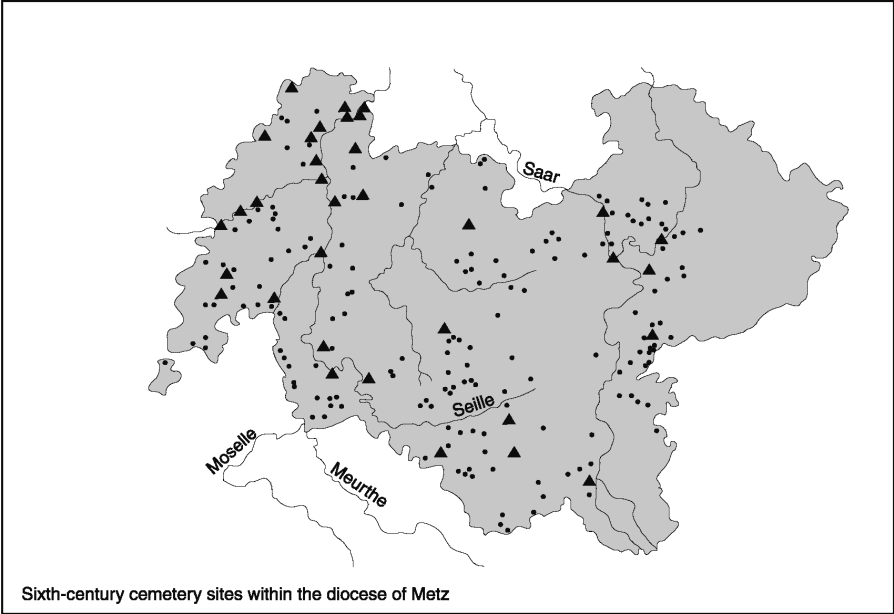 Saar
Seille
Moselle
Meurthe
Sixth-century cemetery sites within the diocese of Metz